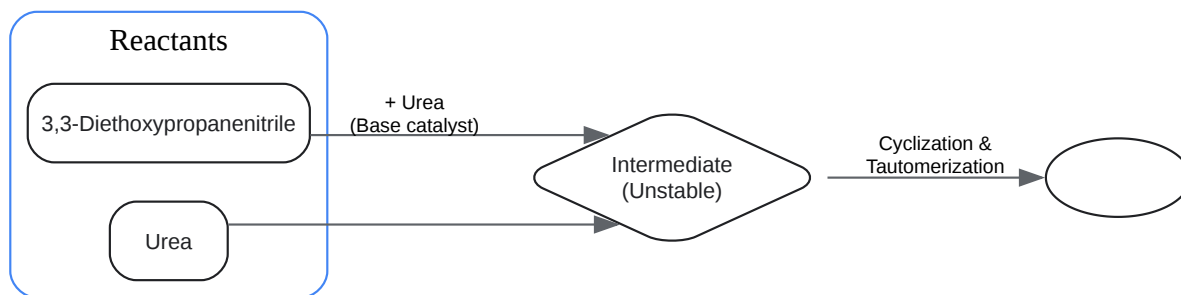 Reactants
3,3-Diethoxypropanenitrile
Urea
+ Urea
(Base catalyst)
Intermediate
(Unstable)
Cyclization &
Tautomerization